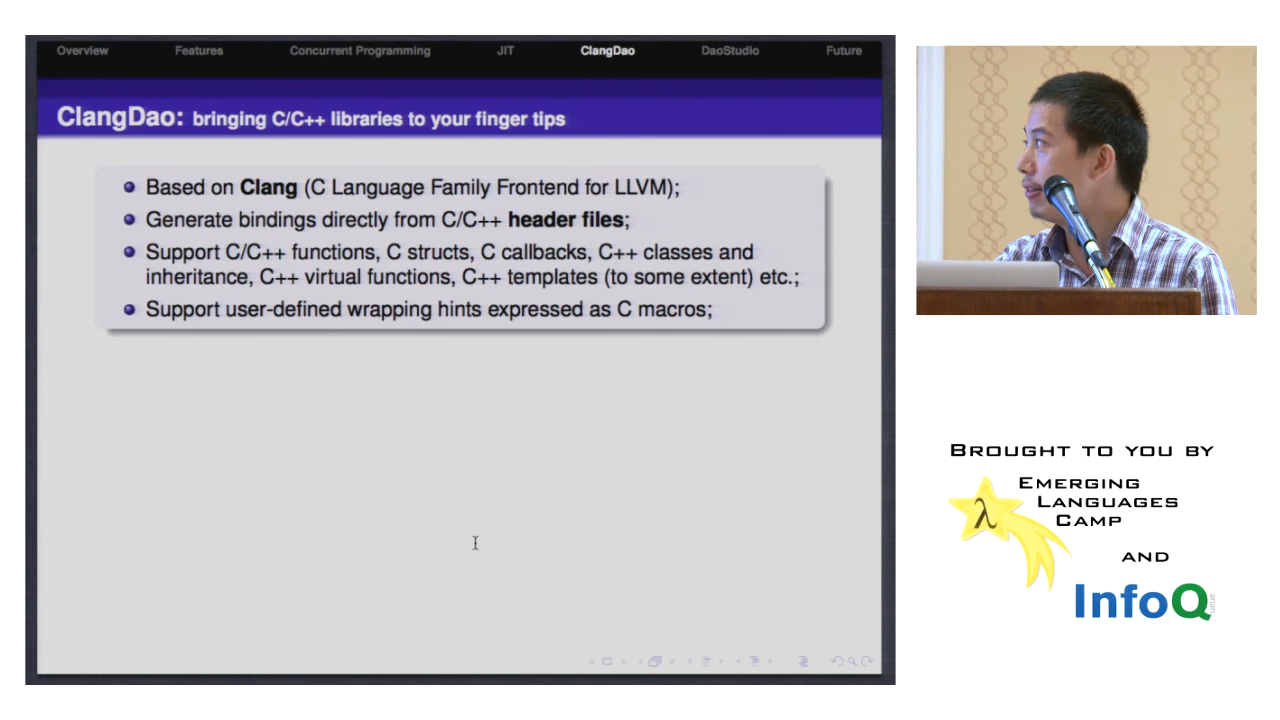 Overview Features Concurrent Programming JIT ClangDao DaoStudio Future
ClangDao: bringing C/C++ libraries to your finger tips
Based on Clang (C Language Family Frontend for LLVM);
Generate bindings directly from C/C++ header files;
Support C/C++ functions, C structs, C callbacks, C++ classes and
inheritance, C++ virtual functions, C++ templates (to some extent) etc.;
Support user-defined wrapping hints expressed as C macros;
BROUGHT TO YOU BY
λ
EMERGING
LANGUAGES
CAMP
AND
InfoQ
ueue